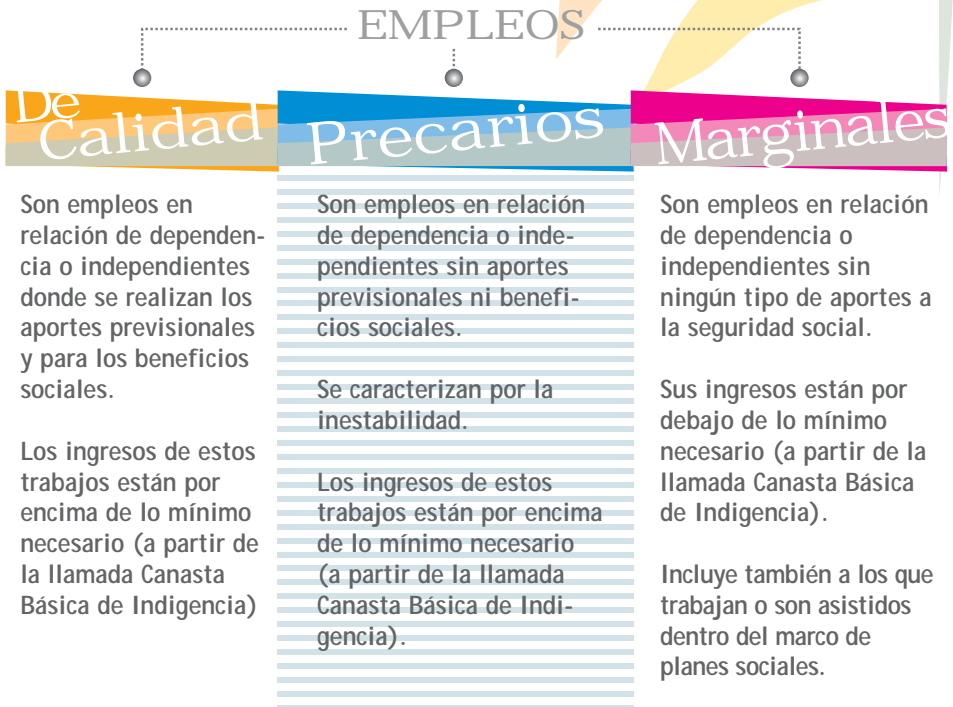 EMPLEOS
De
Calidad
Son empleos en
relación de dependen-
cia o independientes
donde se realizan los
aportes previsionales
y para los beneficios
sociales.
Los ingresos de estos
trabajos están por
encima de lo mínimo
necesario (a partir de
la llamada Canasta
Básica de Indigencia)
Precarios
Son empleos en relación
de dependencia o inde-
pendientes sin aportes
previsionales ni benefi-
cios sociales.
Se caracterizan por la
inestabilidad.
Los ingresos de estos
trabajos están por encima
de lo mínimo necesario
(a partir de la llamada
Canasta Básica de Indi-
gencia).
Marginales
Son empleos en relación
de dependencia o
independientes sin
ningún tipo de aportes a
la seguridad social.
Sus ingresos están por
debajo de lo mínimo
necesario (a partir de la
llamada Canasta Básica
de Indigencia).
Incluye también a los que
trabajan o son asistidos
dentro del marco de
planes sociales.